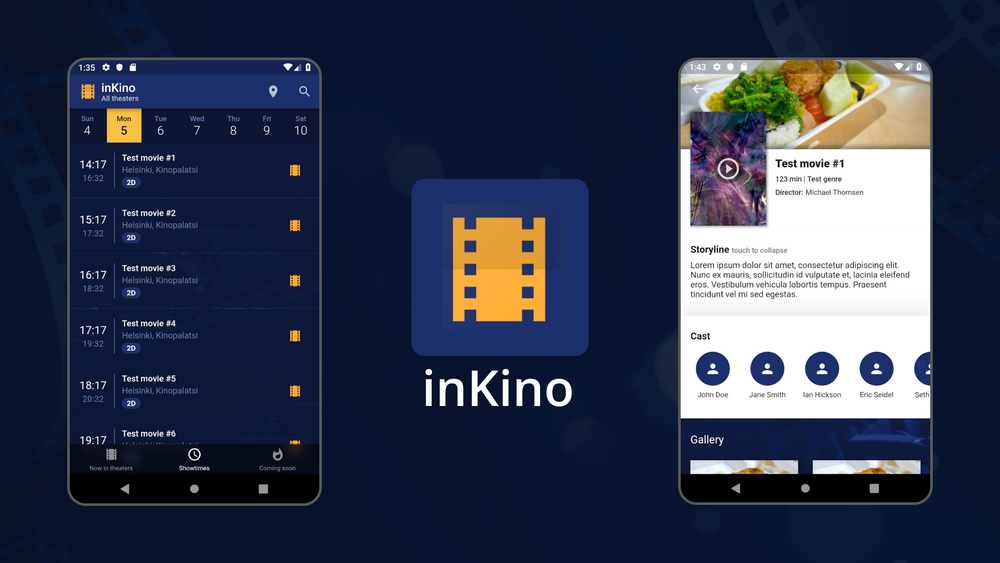 1:35
inKino
All theaters
Sun Mon Tue Wed Thu Fri Sat
4 5 6 7 8 9 10
14:17 Test movie #1
16:32 Helsinki, Kinopalatsi
2D
15:17 Test movie #2
17:32 Helsinki, Kinopalatsi
2D
16:17 Test movie #3
18:32 Helsinki, Kinopalatsi
2D
17:17 Test movie #4
19:32 Helsinki, Kinopalatsi
2D
18:17 Test movie #5
20:32 Helsinki, Kinopalatsi
2D
19:17 Test movie #6
Helsinki, Kinopalatsi
Now in theaters Showtimes Coming soon
inKino
1:43
Test movie #1
123 min | Test genre
Director: Michael Thomsen
Storyline touch to collapse
Lorem ipsum dolor sit amet, consectetur adipiscing elit.
Nunc ex mauris, sollicitudin id vulputate et, lacinia eleifend
eros. Vestibulum vehicula lobortis tempus. Praesent
tincidunt vel mi sed egestas.
Cast
John Doe Jane Smith Ian Hickson Eric Seidel Seth
Gallery